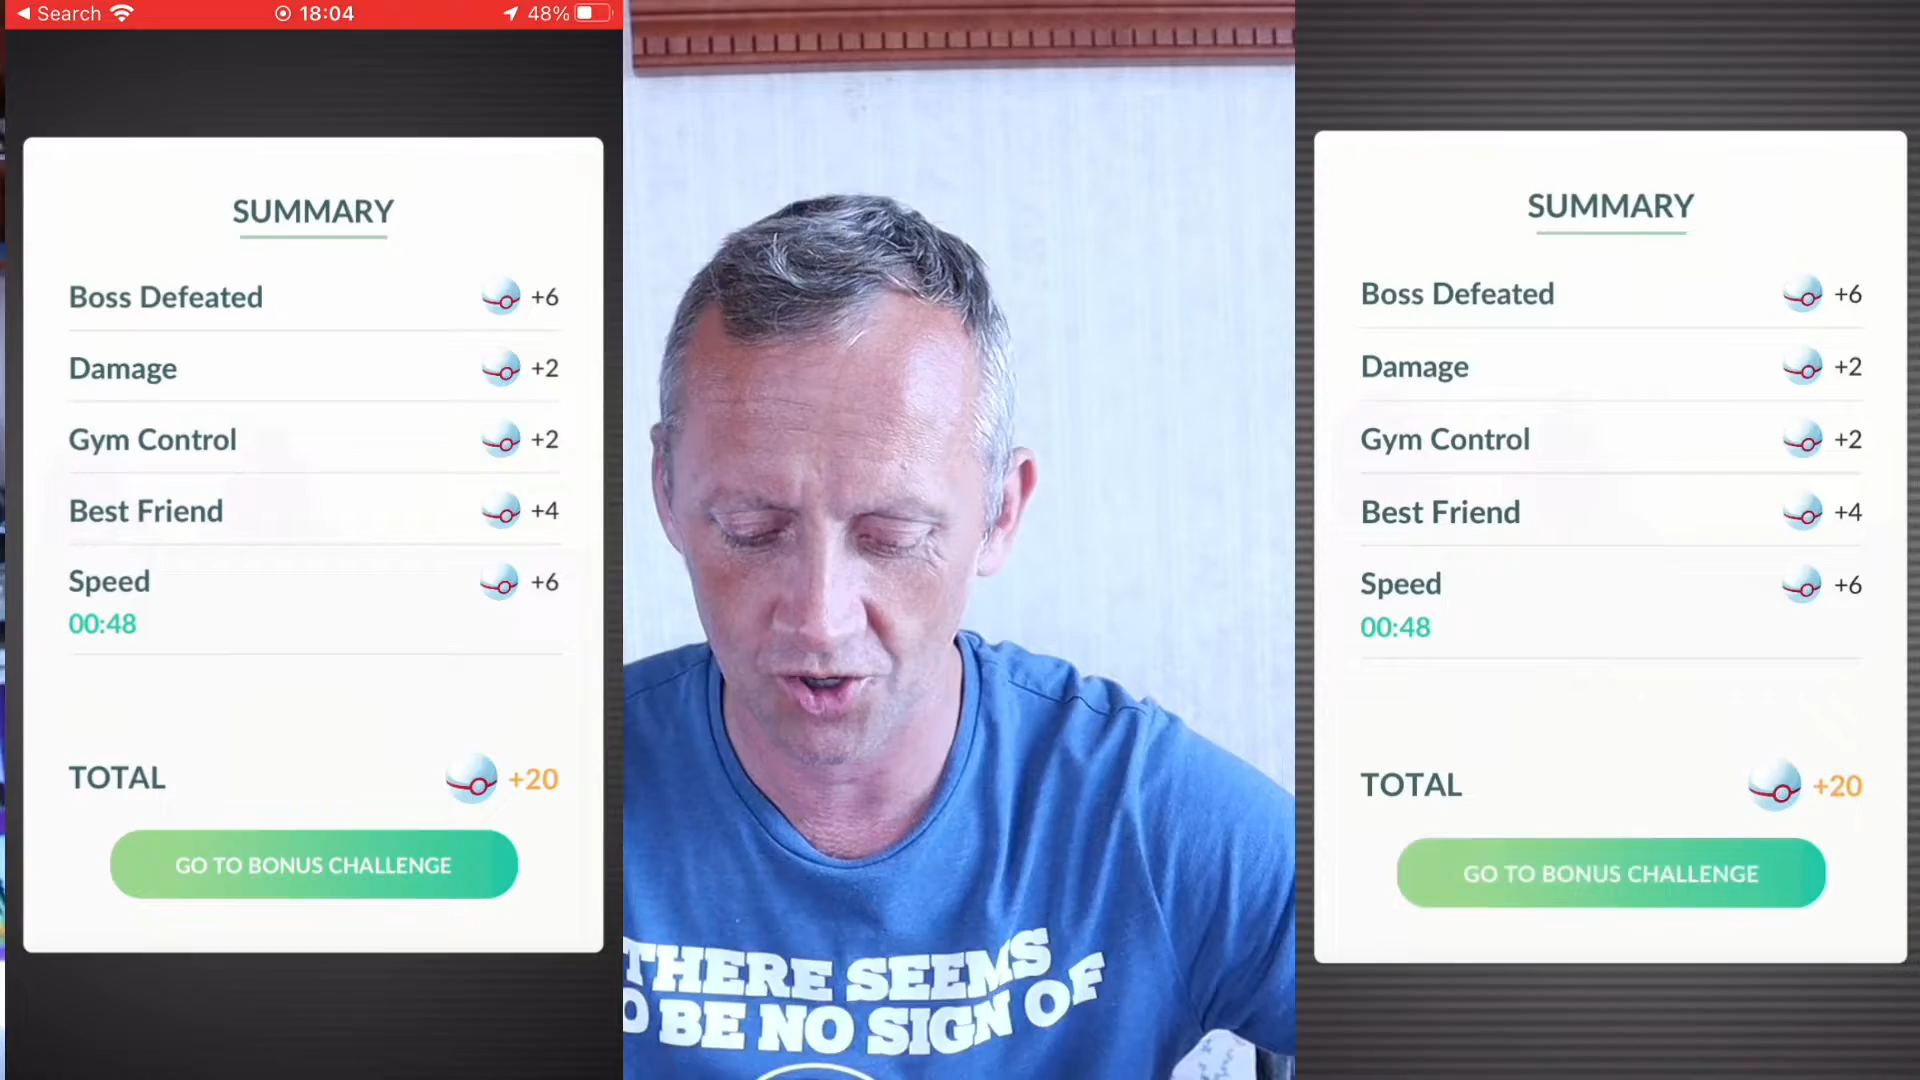 Search
18:04
48%
SUMMARY
Boss Defeated +6
Damage +2
Gym Control +2
Best Friend +4
Speed +6
00:48
TOTAL +20
GO TO BONUS CHALLENGE
THERE SEEMS
O BE NO SIGN OF
SUMMARY
Boss Defeated +6
Damage +2
Gym Control +2
Best Friend +4
Speed +6
00:48
TOTAL +20
GO TO BONUS CHALLENGE